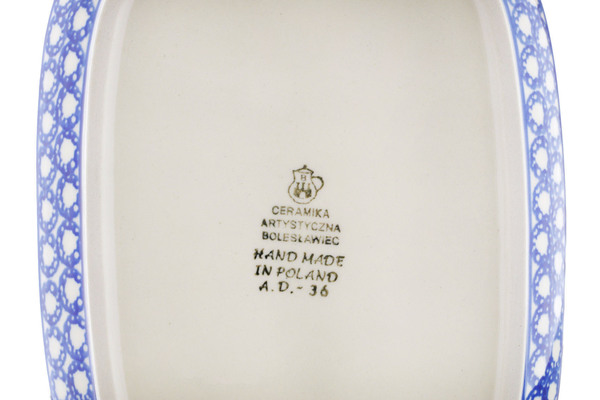 H
CERAMIKA
ARTYSTYCZNA
BOLESŁAWIEC
HAND MADE
IN POLAND
A.D.- 36